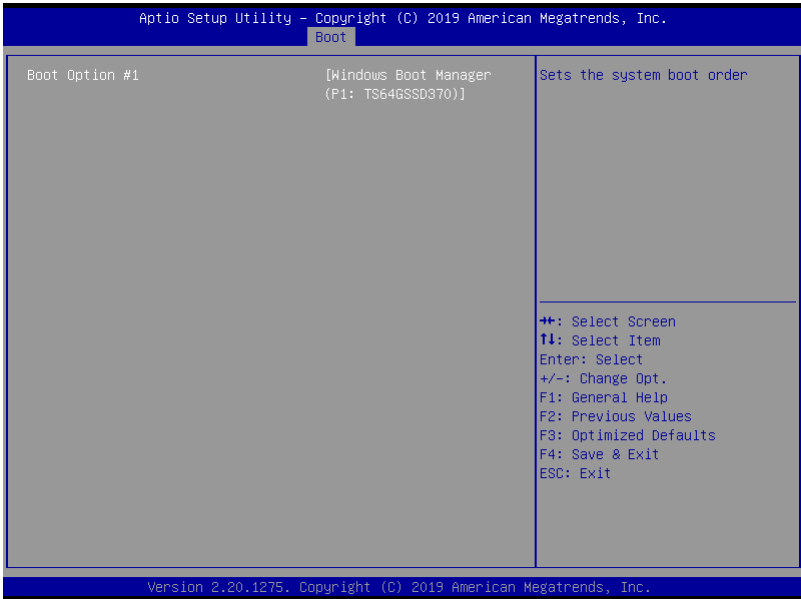 Aptio Setup Utility – Copyright (C) 2019 American Megatrends, Inc.
Boot
Boot Option #1 [Windows Boot Manager
(P1: TS64GSSD370)]
Sets the system boot order
→←: Select Screen
↑↓: Select Item
Enter: Select
+/-: Change Opt.
F1: General Help
F2: Previous Values
F3: Optimized Defaults
F4: Save & Exit
ESC: Exit
Version 2.20.1275. Copyright (C) 2019 American Megatrends, Inc.